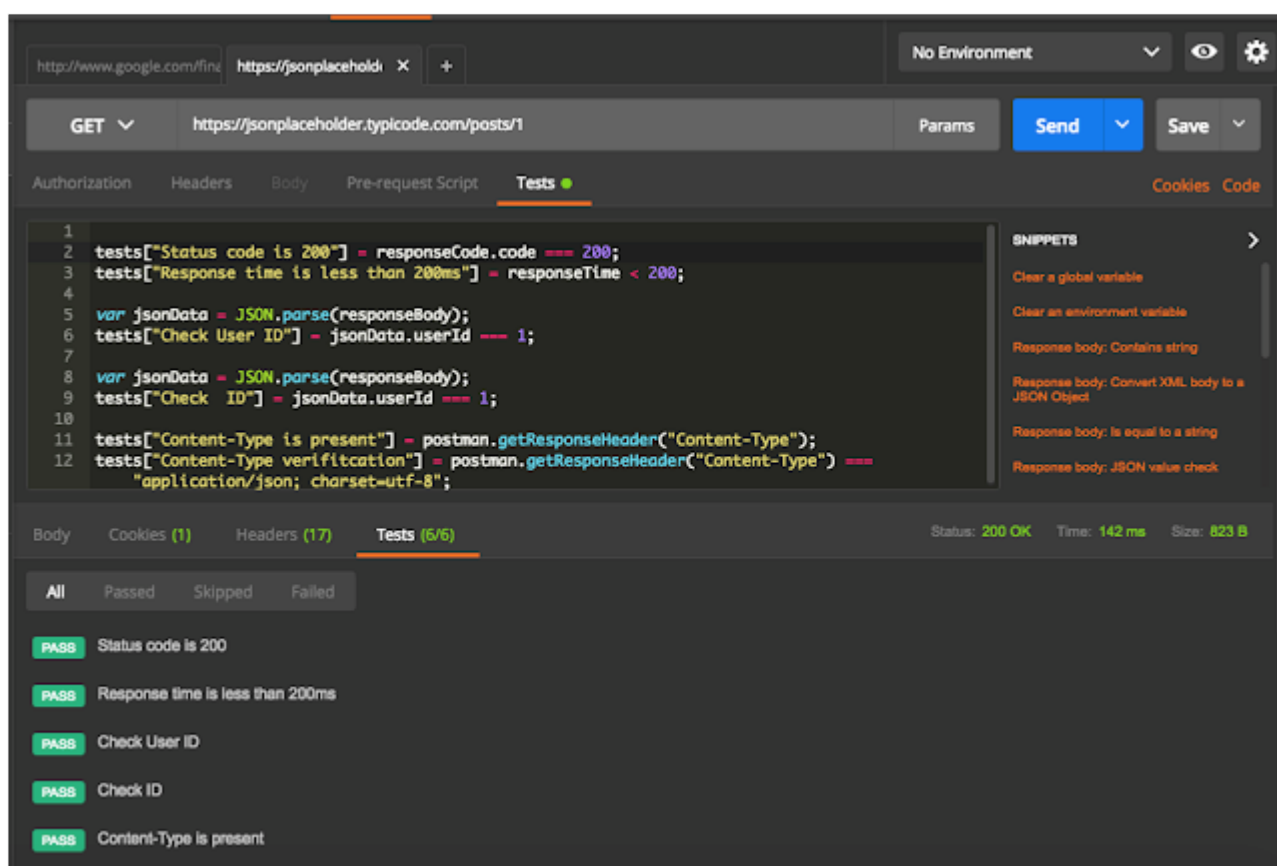 http://www.google.com/fina
https://jsonplaceholde
No Environment
GET
https://jsonplaceholder.typicode.com/posts/1
Params
Send
Save
Authorization
Headers
Body
Pre-request Script
Tests
Cookies
Code
1
2 tests["Status code is 200"] = responseCode.code === 200;
3 tests["Response time is less than 200ms"] = responseTime < 200;
4
5 var jsonData = JSON.parse(responseBody);
6 tests["Check User ID"] = jsonData.userId === 1;
7
8 var jsonData = JSON.parse(responseBody);
9 tests["Check  ID"] = jsonData.userId === 1;
10
11 tests["Content-Type is present"] = postman.getResponseHeader("Content-Type");
12 tests["Content-Type verifitcation"] = postman.getResponseHeader("Content-Type") ===
"application/json; charset=utf-8";
SNIPPETS
Clear a global variable
Clear an environment variable
Response body: Contains string
Response body: Convert XML body to a
JSON Object
Response body: Is equal to a string
Response body: JSON value check
Body
Cookies (1)
Headers (17)
Tests (6/6)
Status: 200 OK
Time: 142 ms
Size: 823 B
All
Passed
Skipped
Failed
PASS Status code is 200
PASS Response time is less than 200ms
PASS Check User ID
PASS Check ID
PASS Content-Type is present